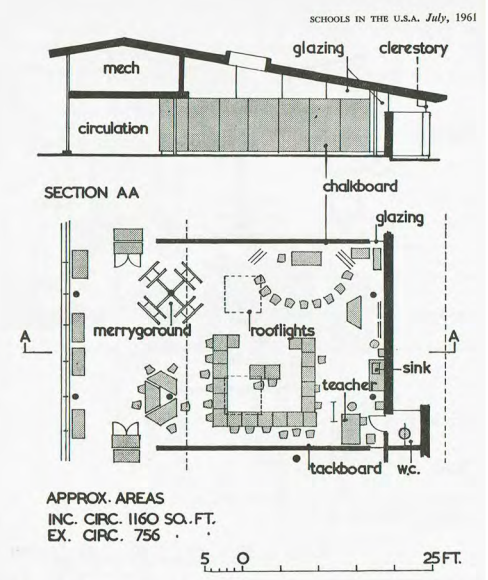 SCHOOLS IN THE U.S.A. July, 1961
glazing
clerestory
mech
circulation
SECTION AA
chalkboard
glazing
merrygoround
rooflights
A
A
sink
teacher
tackboard
w.c.
APPROX. AREAS
INC. CIRC. 1160 SQ. FT.
EX. CIRC. 756 " "
5 0 25 FT.